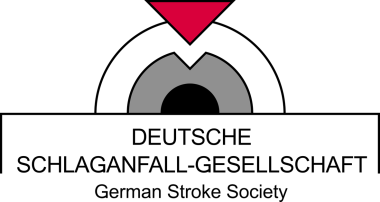 DEUTSCHE
SCHLAGANFALL-GESELLSCHAFT
German Stroke Society